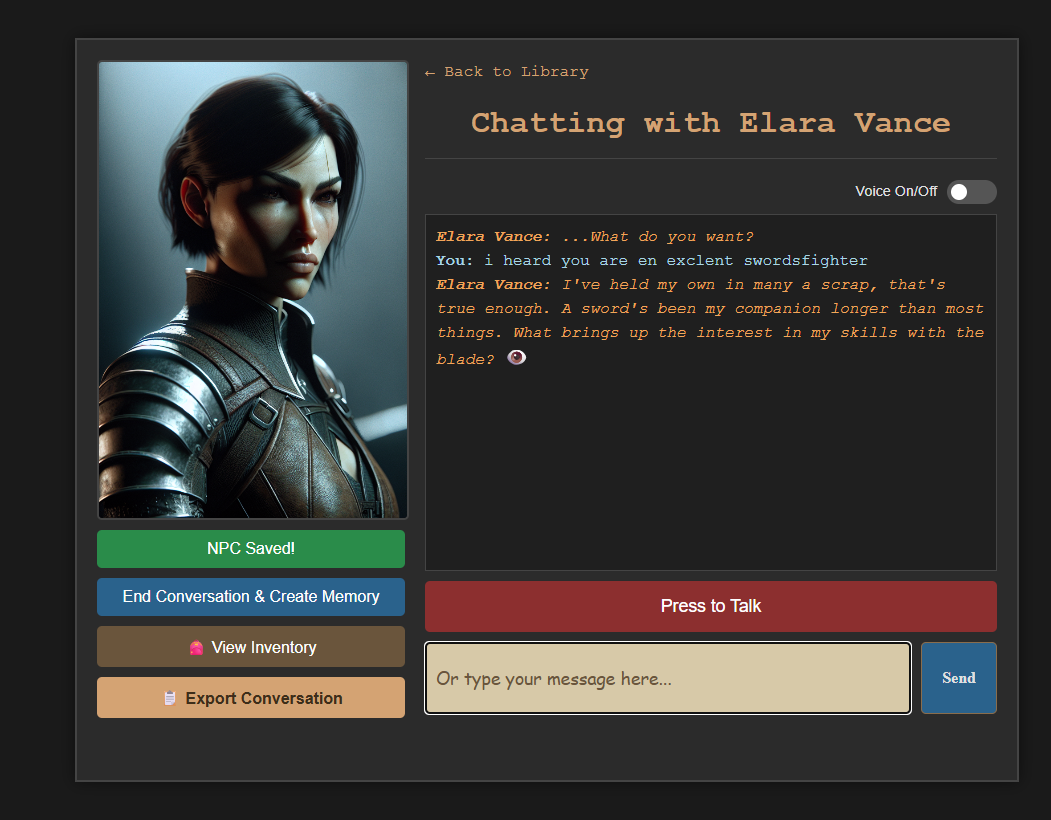 ← Back to Library
Chatting with Elara Vance
Voice On/Off
Elara Vance: ...What do you want?
You: i heard you are en exclent swordsfighter
Elara Vance: I've held my own in many a scrap, that's
true enough. A sword's been my companion longer than most
things. What brings up the interest in my skills with the
blade? 👁️
NPC Saved!
End Conversation & Create Memory
🎒 View Inventory
📋 Export Conversation
Press to Talk
Or type your message here...
Send